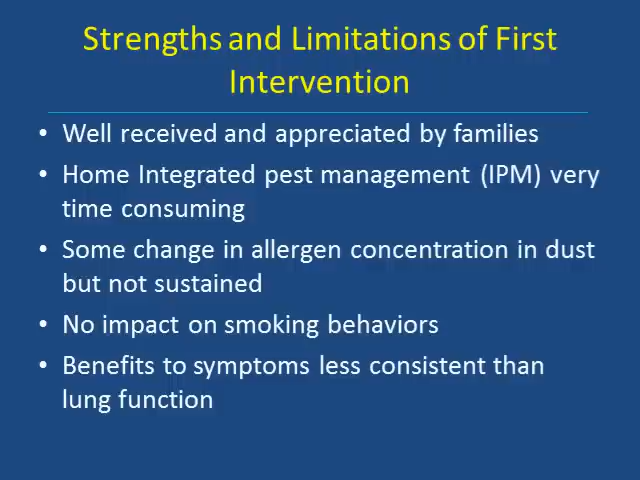 Strengths and Limitations of First
Intervention
• Well received and appreciated by families
• Home Integrated pest management (IPM) very
time consuming
• Some change in allergen concentration in dust
but not sustained
• No impact on smoking behaviors
• Benefits to symptoms less consistent than
lung function